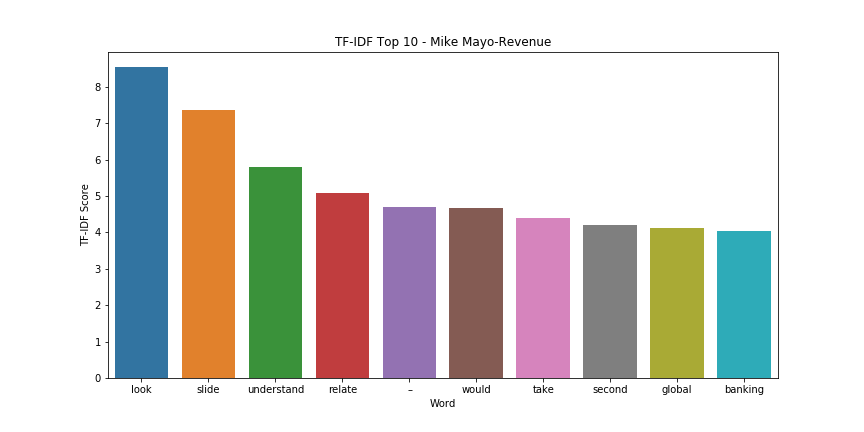 TF-IDF Top 10 - Mike Mayo-Revenue
TF-IDF Score
8
7
6
5
4
3
2
1
0
look slide understand relate – would take second global banking
Word